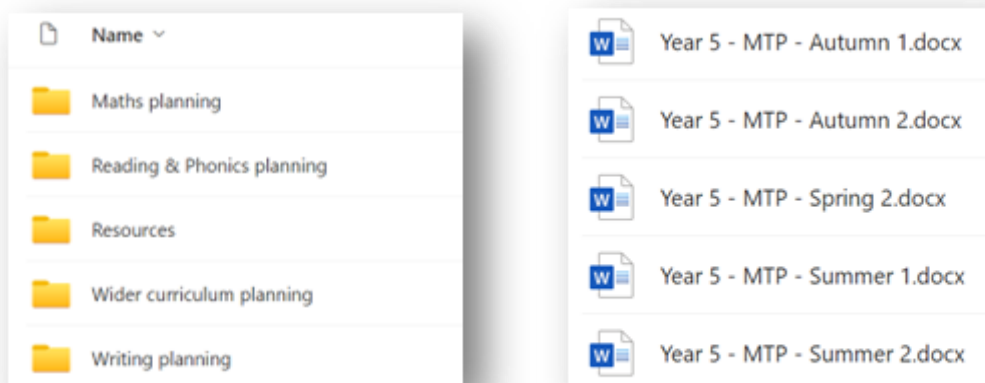 Name
Maths planning
Reading & Phonics planning
Resources
Wider curriculum planning
Writing planning
Year 5 - MTP - Autumn 1.docx
Year 5 - MTP - Autumn 2.docx
Year 5 - MTP - Spring 2.docx
Year 5 - MTP - Summer 1.docx
Year 5 - MTP - Summer 2.docx